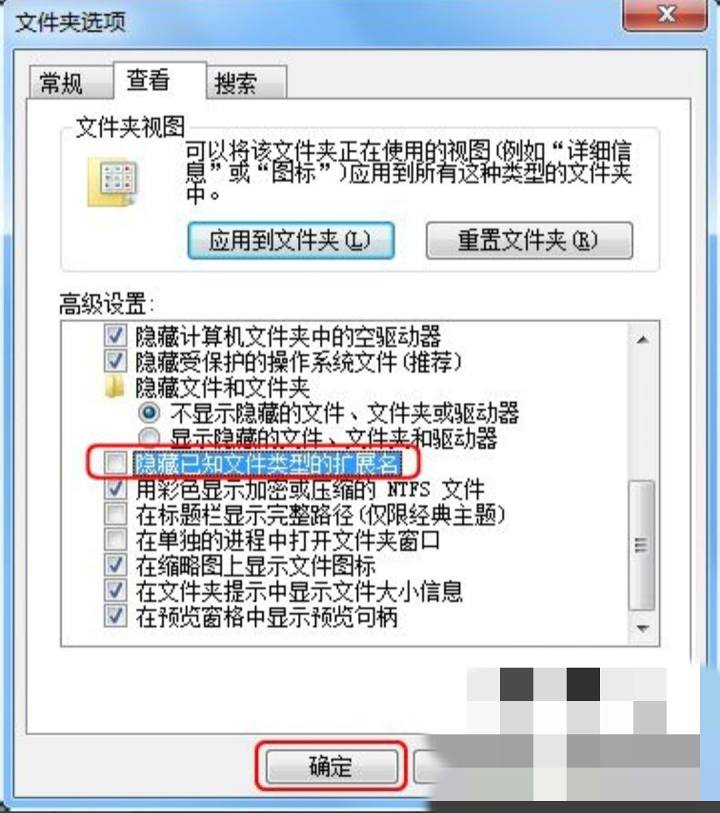 文件夹选项
常规 查看 搜索
文件夹视图
可以将该文件夹正在使用的视图(例如“详细信
息”或“图标”)应用到所有这种类型的文件夹
中。
应用到文件夹(L) 重置文件夹(R)
高级设置:
隐藏计算机文件夹中的空驱动器
隐藏受保护的操作系统文件(推荐)
隐藏文件和文件夹
不显示隐藏的文件、文件夹或驱动器
显示隐藏的文件、文件夹和驱动器
隐藏已知文件类型的扩展名
用彩色显示加密或压缩的 NTFS 文件
在标题栏显示完整路径(仅限经典主题)
在单独的进程中打开文件夹窗口
在缩略图上显示文件图标
在文件夹提示中显示文件大小信息
在预览窗格中显示预览句柄
确定